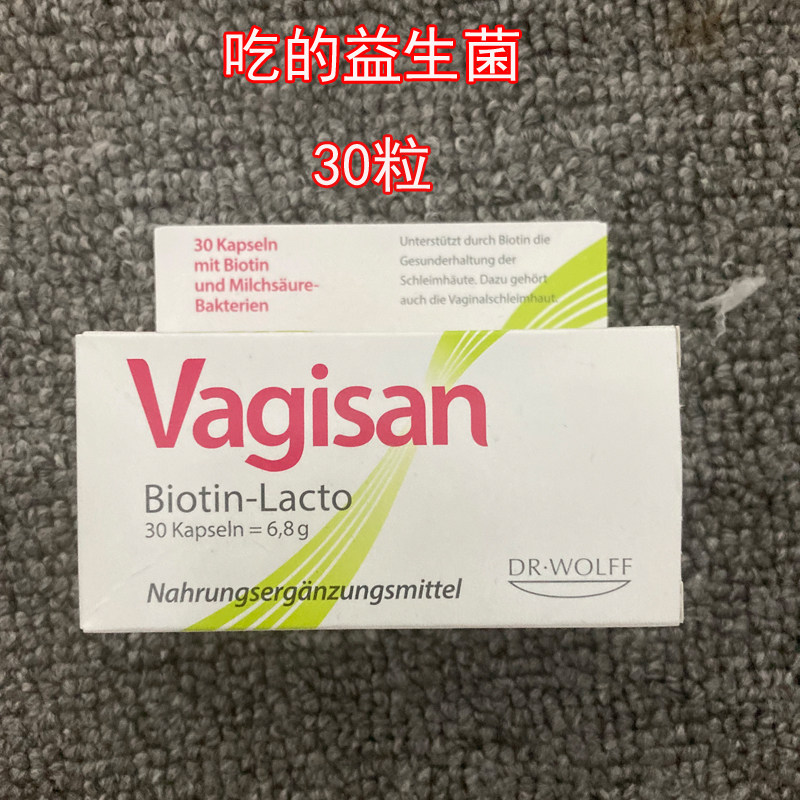 吃的益生菌
30粒
30 Kapseln
mit Biotin
und Milchsäure-
Bakterien
Unterstützt durch Biotin die
Gesunderhaltung der
Schleimhäute. Dazu gehört
auch die Vaginalschleimhaut.
Vagisan
Biotin-Lacto
30 Kapseln = 6,8 g
Nahrungsergänzungsmittel
DR·WOLFF